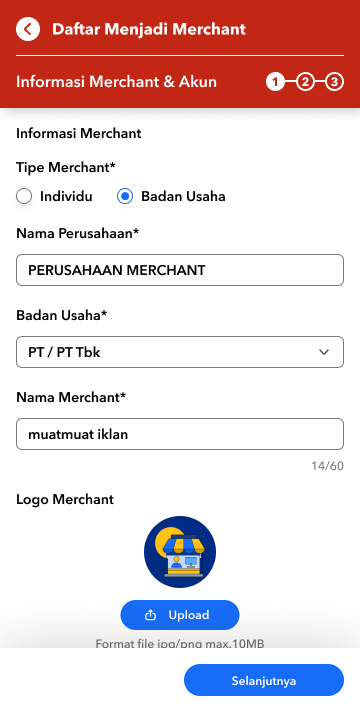 Daftar Menjadi Merchant
Informasi Merchant & Akun
1 2 3
Informasi Merchant
Tipe Merchant*
Individu Badan Usaha
Nama Perusahaan*
PERUSAHAAN MERCHANT
Badan Usaha*
PT / PT Tbk
Nama Merchant*
muatmuat iklan
14/60
Logo Merchant
Upload
Format file jpg/png max.10MB
Selanjutnya